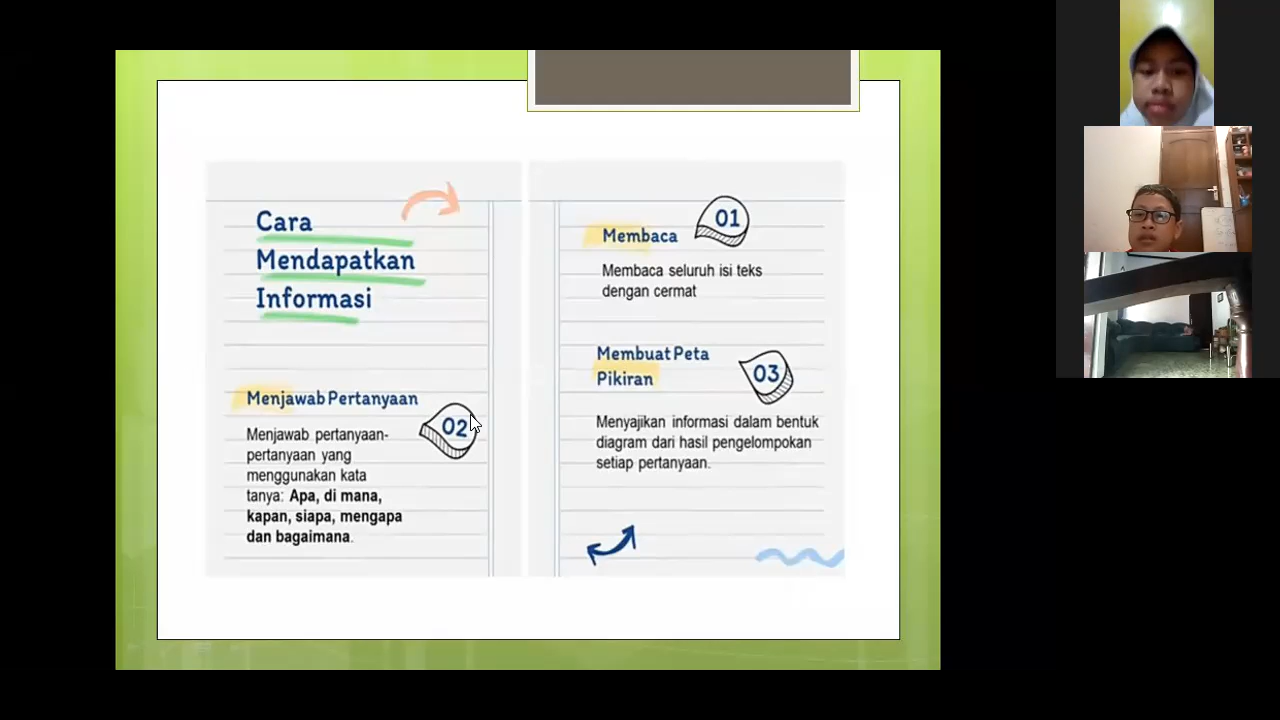 Cara
Mendapatkan
Informasi
01
Membaca
Membaca seluruh isi teks
dengan cermat
Menjawab Pertanyaan
02
Menjawab pertanyaan-
pertanyaan yang
menggunakan kata
tanya: Apa, di mana,
kapan, siapa, mengapa
dan bagaimana.
Membuat Peta
Pikiran
03
Menyajikan informasi dalam bentuk
diagram dari hasil pengelompokan
setiap pertanyaan.